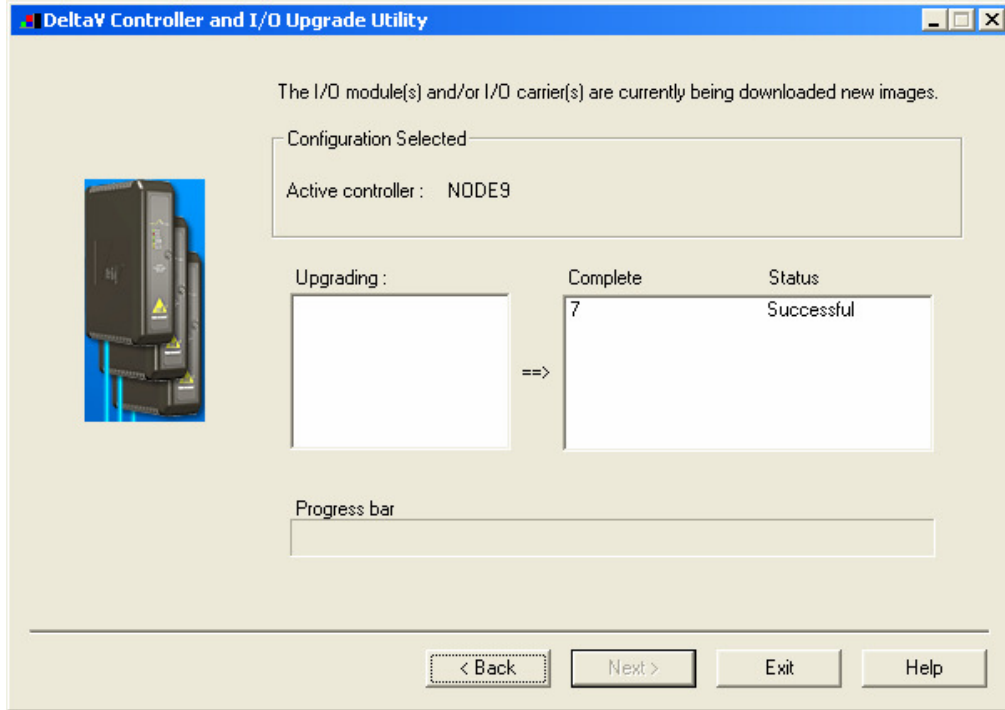 DeltaV Controller and I/O Upgrade Utility
The I/O module(s) and/or I/O carrier(s) are currently being downloaded new images.
Configuration Selected
Active controller : NODE9
Upgrading :
Complete Status
7 Successful
==>
Progress bar
< Back Next > Exit Help